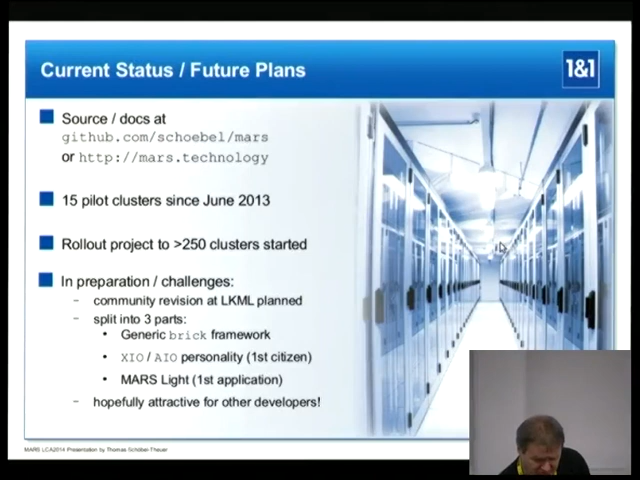 Current Status / Future Plans
1&1
Source / docs at
github.com/schoebel/mars
or http://mars.technology
15 pilot clusters since June 2013
Rollout project to >250 clusters started
In preparation / challenges:
– community revision at LKML planned
– split into 3 parts:
• Generic brick framework
• XIO / AIO personality (1st citizen)
• MARS Light (1st application)
– hopefully attractive for other developers!
MARS LCA2014 Presentation by Thomas Schöbel-Theuer